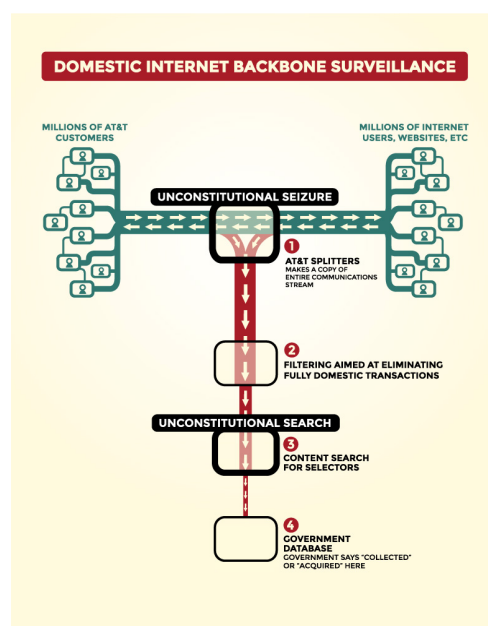 DOMESTIC INTERNET BACKBONE SURVEILLANCE
MILLIONS OF AT&T
CUSTOMERS
MILLIONS OF INTERNET
USERS, WEBSITES, ETC
UNCONSTITUTIONAL SEIZURE
1
AT&T SPLITTERS
MAKES A COPY OF
ENTIRE COMMUNICATIONS
STREAM
2
FILTERING AIMED AT ELIMINATING
FULLY DOMESTIC TRANSACTIONS
UNCONSTITUTIONAL SEARCH
3
CONTENT SEARCH
FOR SELECTORS
4
GOVERNMENT
DATABASE
GOVERNMENT SAYS "COLLECTED"
OR "ACQUIRED" HERE